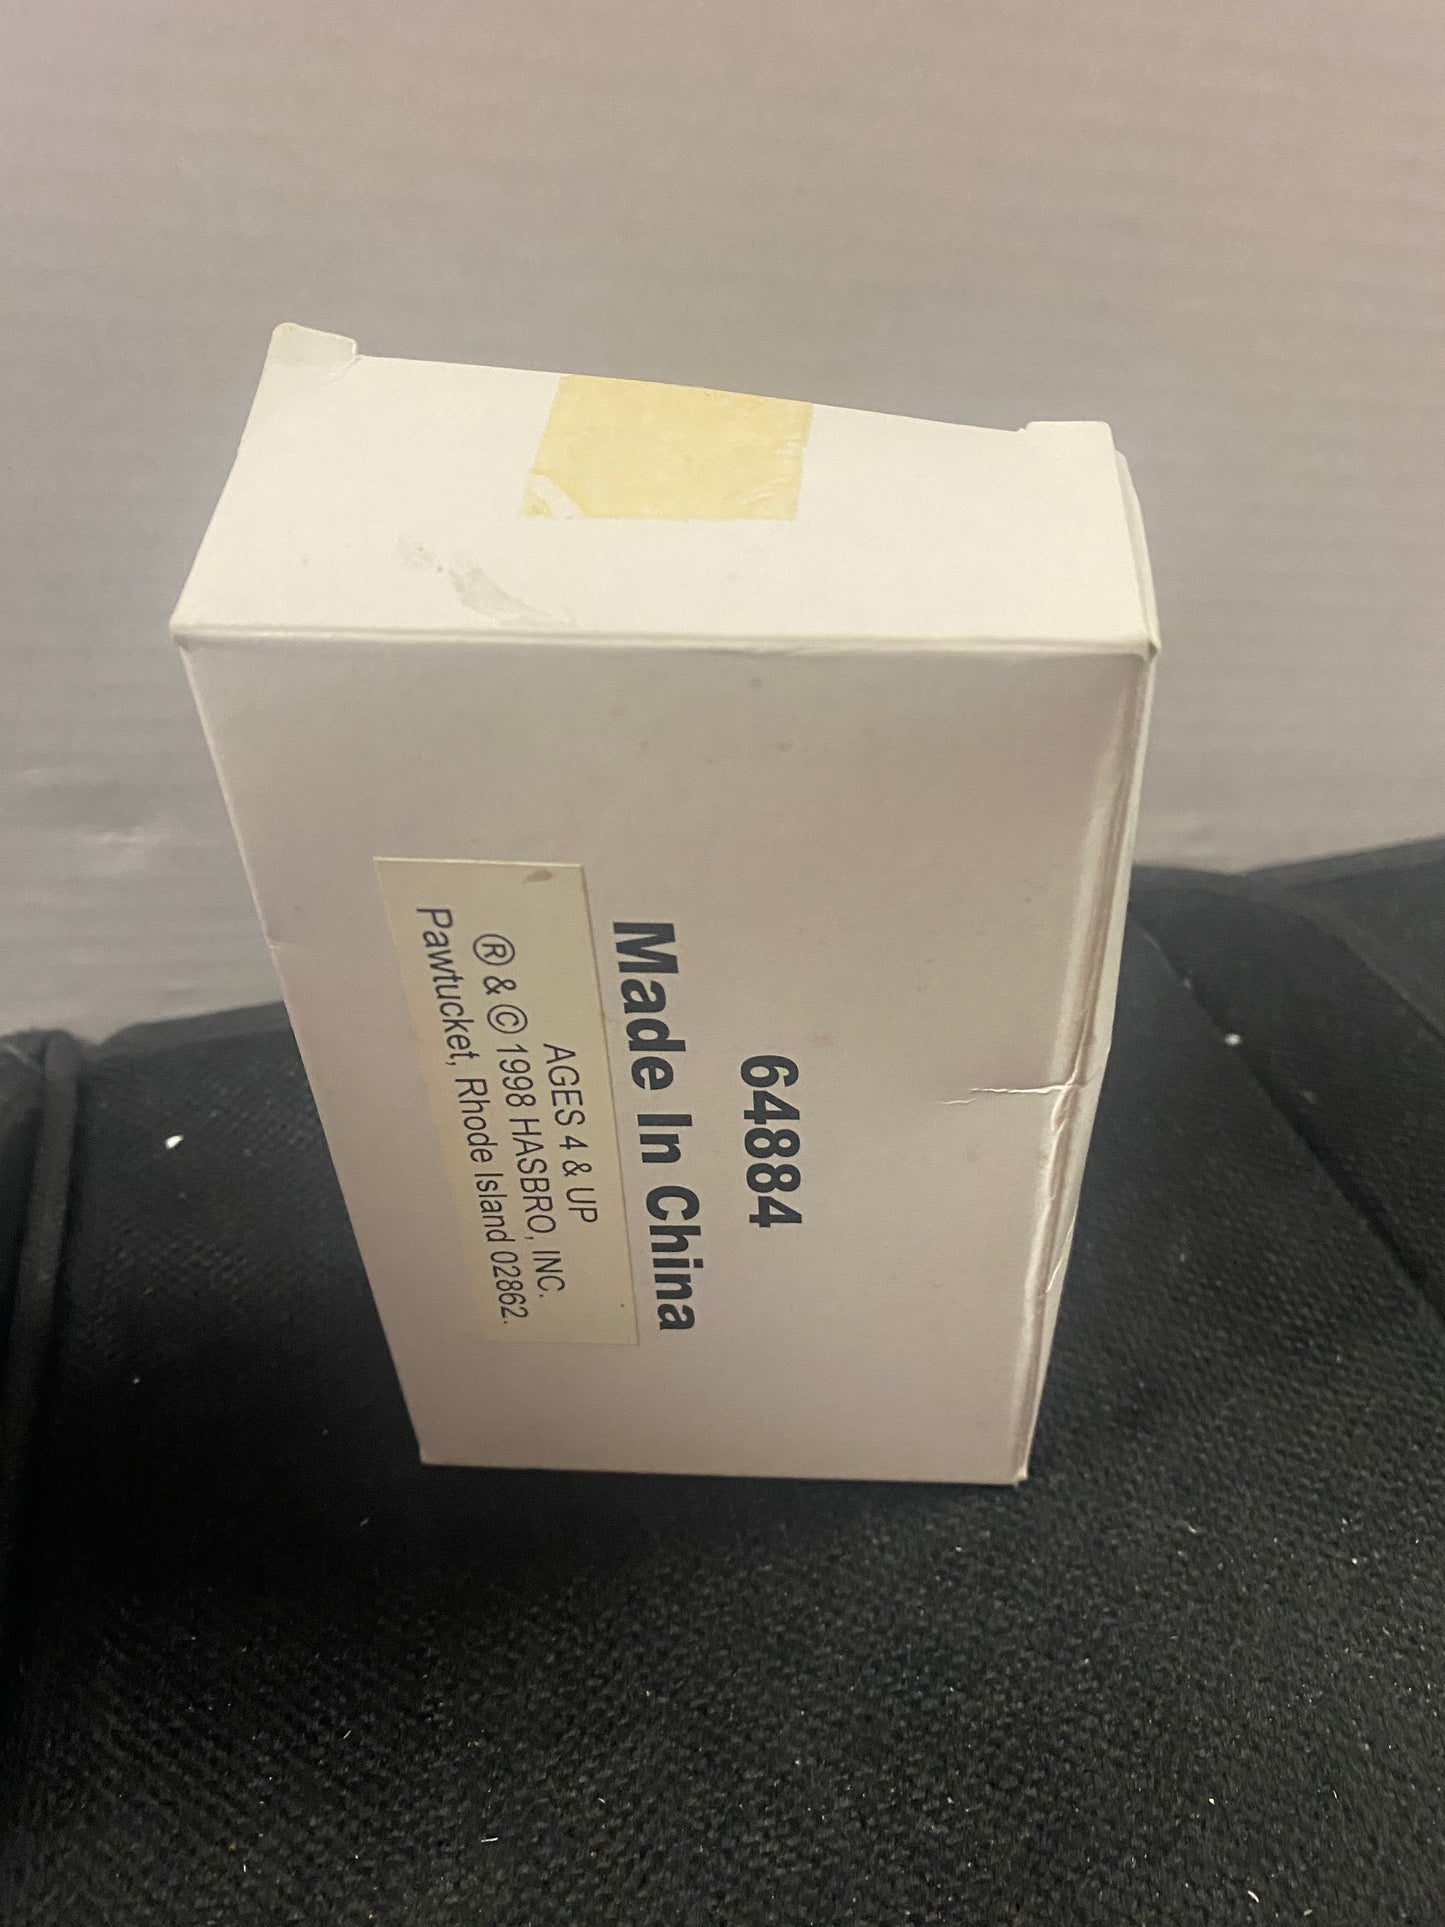 64884
Made In China
AGES 4 & UP
® & © 1998 HASBRO, INC.
Pawtucket, Rhode Island 02862.